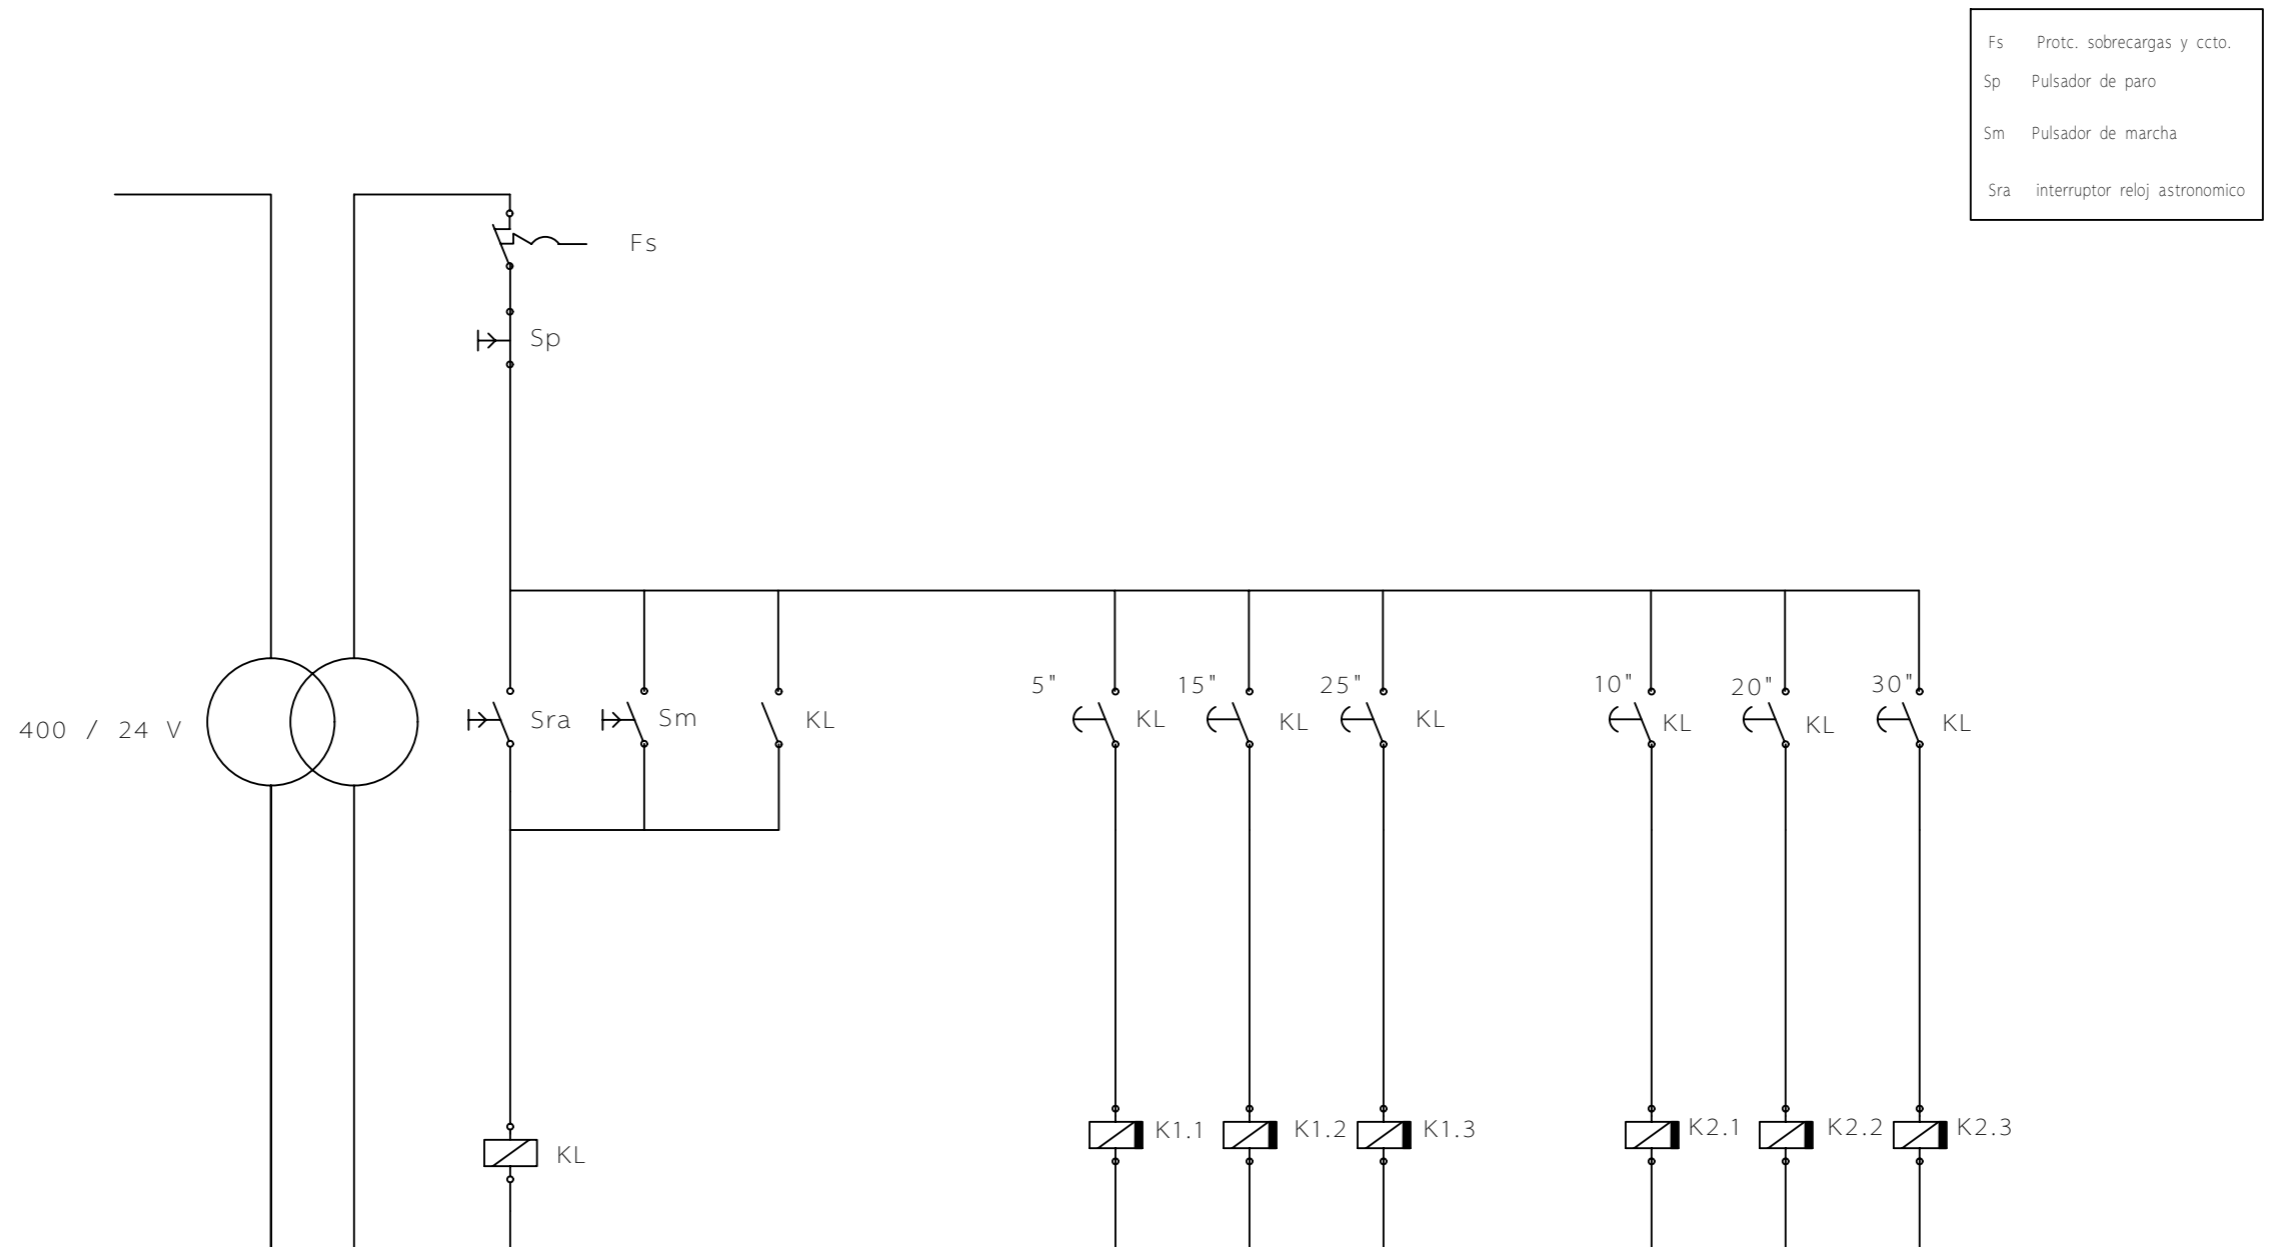 Fs Protc. sobrecargas y ccto.
Sp Pulsador de paro
Sm Pulsador de marcha
Sra interruptor reloj astronomico
Fs
Sp
5" 15" 25" 10" 20" 30"
400 / 24 V Sra Sm KL KL KL KL KL KL KL
K1.1 K1.2 K1.3 K2.1 K2.2 K2.3
KL